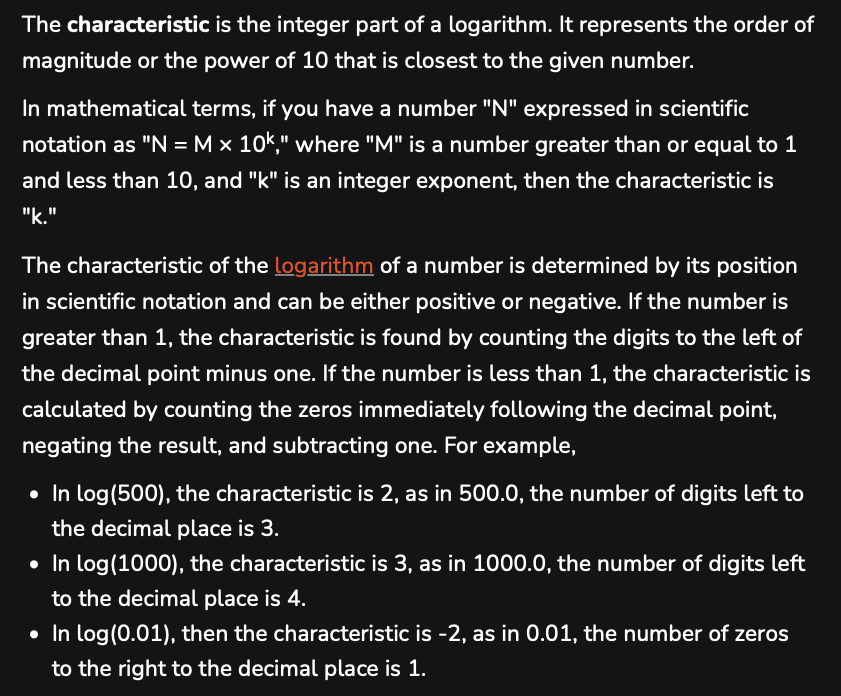 The characteristic is the integer part of a logarithm. It represents the order of
magnitude or the power of 10 that is closest to the given number.
In mathematical terms, if you have a number "N" expressed in scientific
notation as "N = M × 10ᵏ," where "M" is a number greater than or equal to 1
and less than 10, and "k" is an integer exponent, then the characteristic is
"k."
The characteristic of the logarithm of a number is determined by its position
in scientific notation and can be either positive or negative. If the number is
greater than 1, the characteristic is found by counting the digits to the left of
the decimal point minus one. If the number is less than 1, the characteristic is
calculated by counting the zeros immediately following the decimal point,
negating the result, and subtracting one. For example,
• In log(500), the characteristic is 2, as in 500.0, the number of digits left to
the decimal place is 3.
• In log(1000), the characteristic is 3, as in 1000.0, the number of digits left
to the decimal place is 4.
• In log(0.01), then the characteristic is -2, as in 0.01, the number of zeros
to the right to the decimal place is 1.